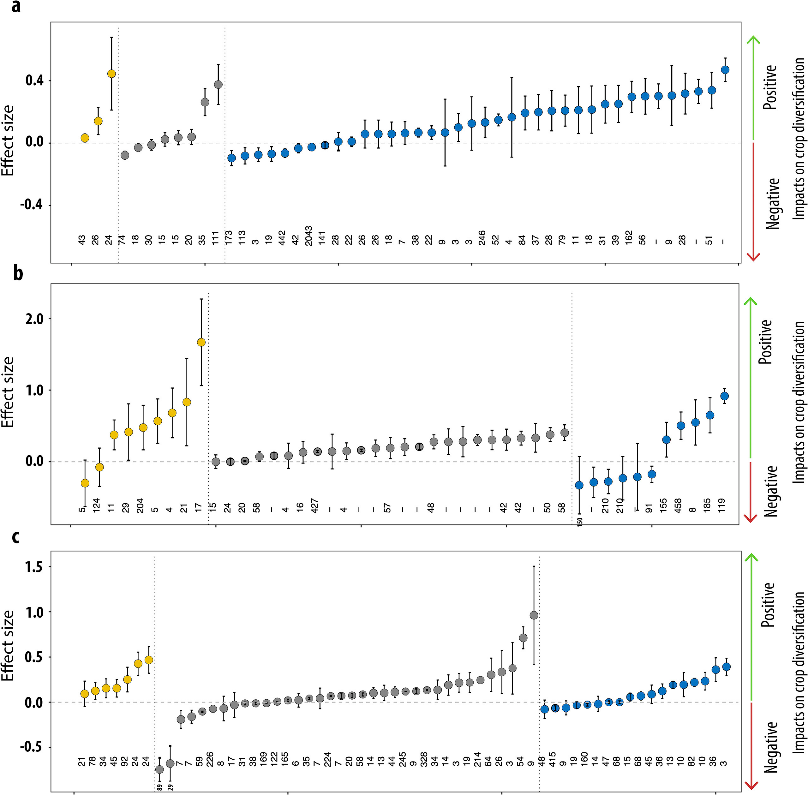 a
Effect size
0.4
0.0
-0.4
43 26 24 74 18 30 15 15 20 35 111 173 113 3 19 442 42 2043 141 28 22 26 26 18 7 38 22 9 3 3 246 52 4 84 37 28 79 11 18 31 39 162 56 – 9 26 – 51 –
Positive
Negative
Impacts on crop diversification
b
Effect size
2.0
1.0
0.0
5 124 11 29 204 5 4 21 17 15 24 20 58 – 4 16 427 – 4 – – 57 – – 48 – – – – 42 42 – 50 58 150 – 210 210 – 91 155 458 8 185 119
Positive
Negative
Impacts on crop diversification
c
Effect size
1.5
1.0
0.5
0.0
-0.5
21 78 34 45 92 24 24 89 29 7 7 59 226 8 17 31 38 169 122 165 6 35 7 224 7 20 58 14 13 44 245 9 328 34 14 3 19 214 64 26 3 54 9 48 415 9 19 160 14 47 68 15 68 45 36 13 10 82 10 36 3
Positive
Negative
Impacts on crop diversification